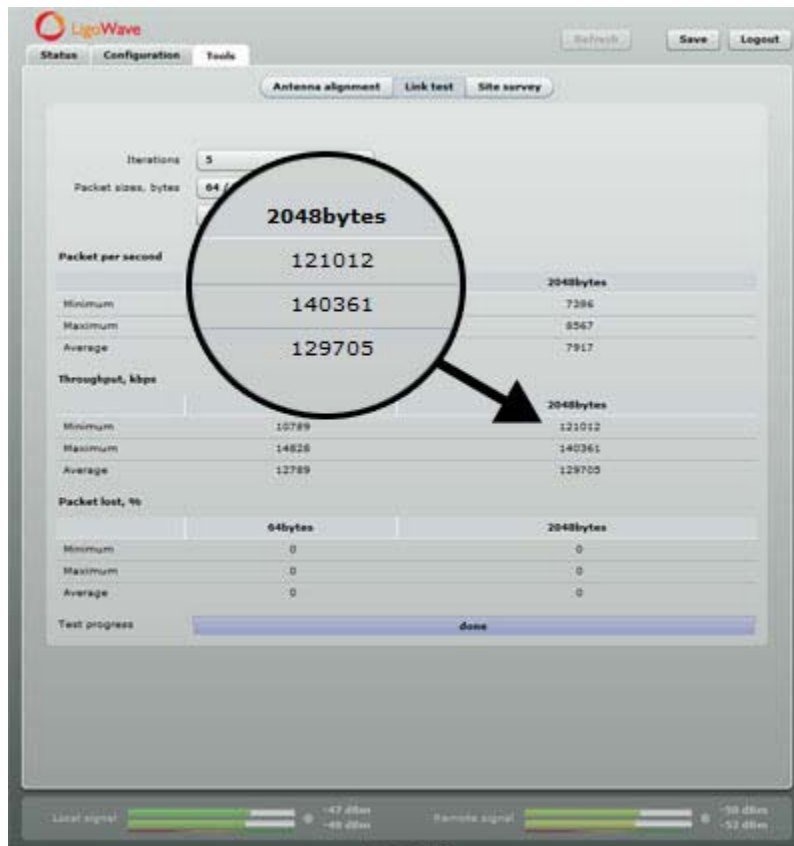 LigoWave
Refresh Save Logout
Status Configuration Tools
Antenna alignment Link test Site survey
Iterations 5
Packet sizes, bytes 64 /
2048bytes
121012
140361
129705
Packet per second
2048bytes
Minimum 7386
Maximum 8567
Average 7917
Throughput, kbps
2048bytes
Minimum 10789 121012
Maximum 14828 140361
Average 12789 129705
Packet lost, %
64bytes 2048bytes
Minimum 0 0
Maximum 0 0
Average 0 0
Test progress done
Local signal -47 dBm Remote signal -50 dBm
-49 dBm -53 dBm